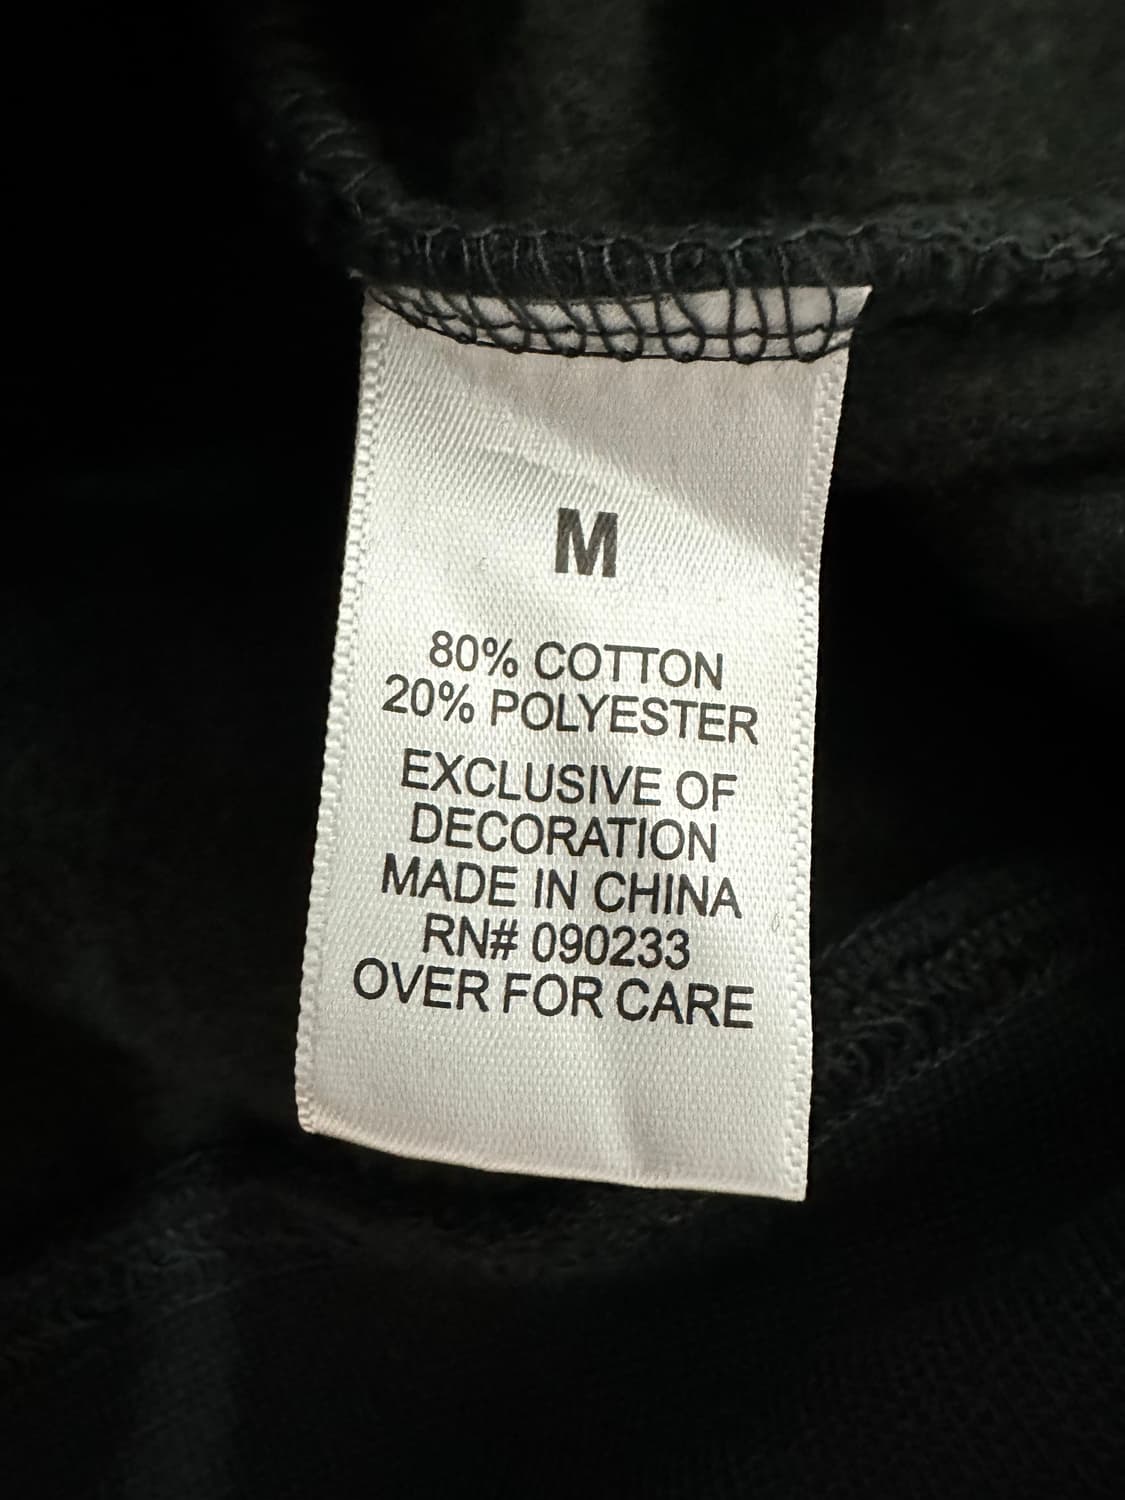 M
80% COTTON
20% POLYESTER
EXCLUSIVE OF
DECORATION
MADE IN CHINA
RN# 090233
OVER FOR CARE